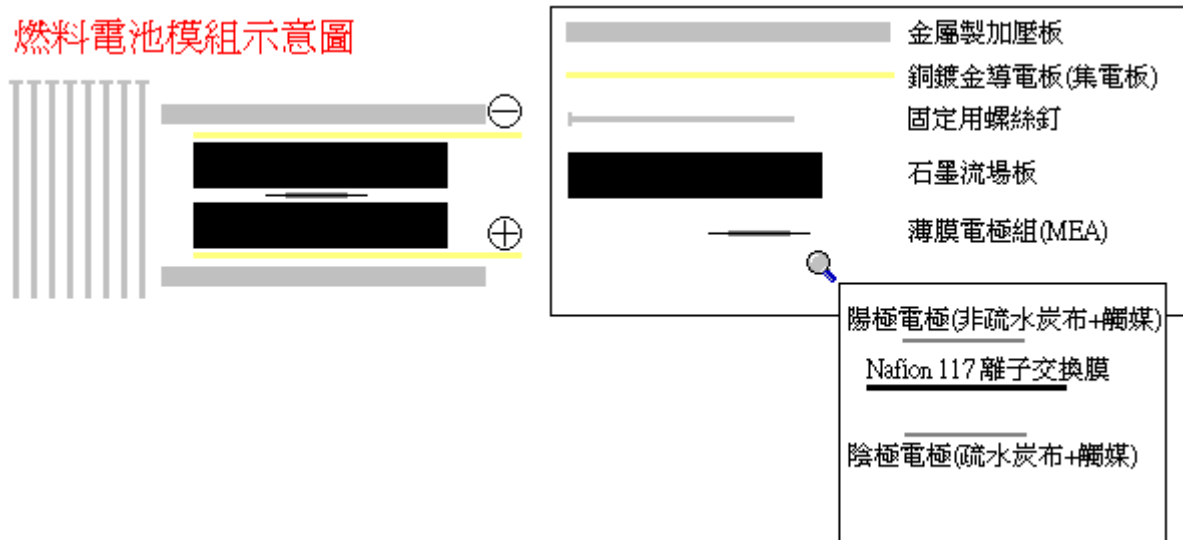 燃料電池模組示意圖
金屬製加壓板
銅鍍金導電板(集電板)
固定用螺絲釘
石墨流場板
薄膜電極組(MEA)
陽極電極(非疏水炭布+觸媒)
Nafion 117 離子交換膜
陰極電極(疏水炭布+觸媒)